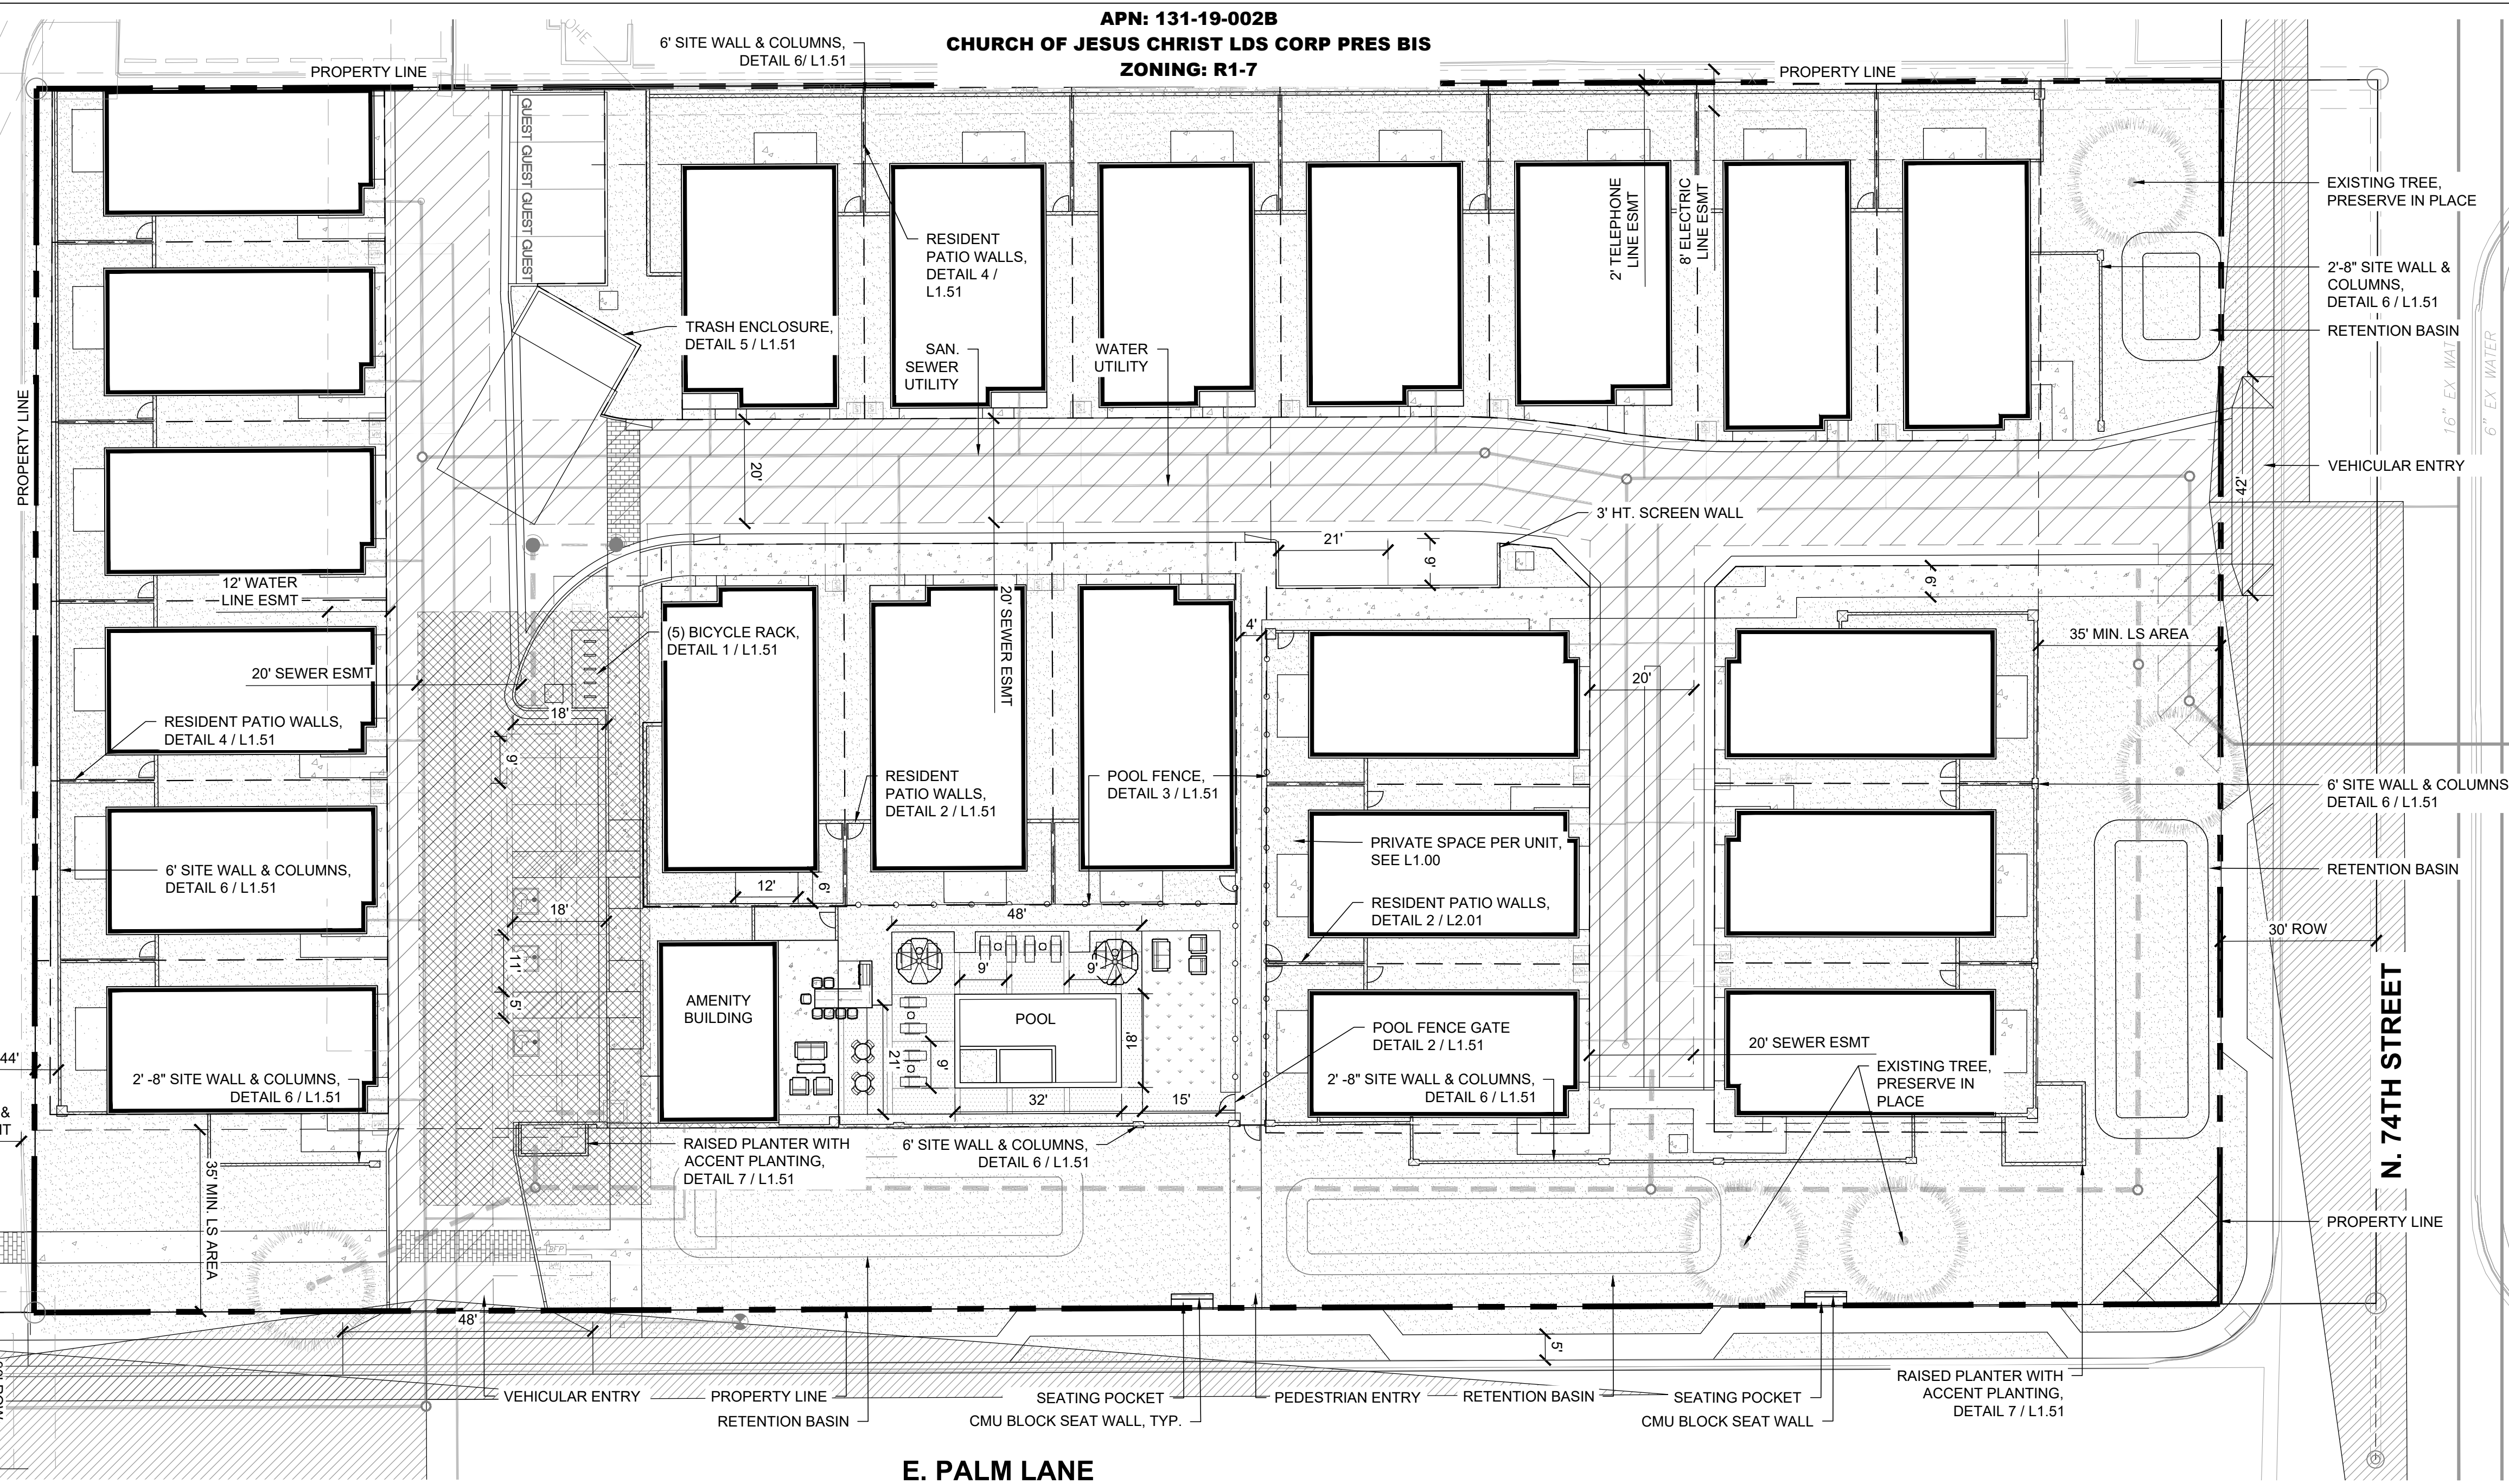 APN: 131-19-002B
CHURCH OF JESUS CHRIST LDS CORP PRES BIS
ZONING: R1-7
6' SITE WALL & COLUMNS,
DETAIL 6/ L1.51
OHE
PROPERTY LINE
PROPERTY LINE
GUEST GUEST GUEST GUEST
EXISTING TREE,
PRESERVE IN PLACE
2' TELEPHONE
LINE ESMT
8' ELECTRIC
LINE ESMT
RESIDENT
PATIO WALLS,
DETAIL 4 /
L1.51
2'-8" SITE WALL &
COLUMNS,
DETAIL 6 / L1.51
RETENTION BASIN
TRASH ENCLOSURE,
DETAIL 5 / L1.51
SAN.
SEWER
UTILITY
WATER
UTILITY
16" EX WAT
6" EX WATER
PROPERTY LINE
20'
VEHICULAR ENTRY
42'
3' HT. SCREEN WALL
21'
9'
12' WATER
LINE ESMT
6'
20' SEWER ESMT
(5) BICYCLE RACK,
DETAIL 1 / L1.51
4'
35' MIN. LS AREA
20' SEWER ESMT
20'
18'
RESIDENT PATIO WALLS,
DETAIL 4 / L1.51
9'
RESIDENT
PATIO WALLS,
DETAIL 2 / L1.51
POOL FENCE,
DETAIL 3 / L1.51
6' SITE WALL & COLUMNS
DETAIL 6 / L1.51
PRIVATE SPACE PER UNIT,
SEE L1.00
6' SITE WALL & COLUMNS,
DETAIL 6 / L1.51
RETENTION BASIN
12'
9'
18'
48'
RESIDENT PATIO WALLS,
DETAIL 2 / L2.01
30' ROW
11'
9'
9'
5'
AMENITY
BUILDING
POOL
POOL FENCE GATE
DETAIL 2 / L1.51
18'
21'
9'
20' SEWER ESMT
44'
EXISTING TREE,
PRESERVE IN
PLACE
2' -8" SITE WALL & COLUMNS,
DETAIL 6 / L1.51
2' -8" SITE WALL & COLUMNS,
DETAIL 6 / L1.51
32'
15'
N. 74TH STREET
&
RAISED PLANTER WITH
ACCENT PLANTING,
DETAIL 7 / L1.51
6' SITE WALL & COLUMNS,
DETAIL 6 / L1.51
35' MIN. LS AREA
PROPERTY LINE
BFP
48'
5'
VEHICULAR ENTRY
PROPERTY LINE
RETENTION BASIN
SEATING POCKET
CMU BLOCK SEAT WALL, TYP.
PEDESTRIAN ENTRY
RETENTION BASIN
SEATING POCKET
CMU BLOCK SEAT WALL
RAISED PLANTER WITH
ACCENT PLANTING,
DETAIL 7 / L1.51
E. PALM LANE